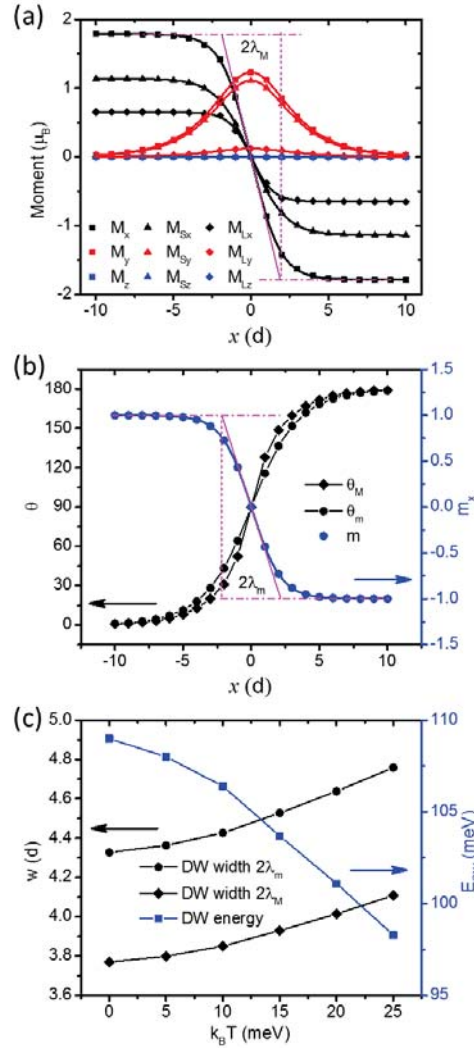 (a)
2
1
0
-1
-2
Moment (μB)
2λM
Mx MSx MLx
My MSy MLy
Mz MSz MLz
-10 -5 0 5 10
x (d)
(b)
180
150
120
90
60
30
0
θ
1.5
1.0
0.5
0.0
-0.5
-1.0
-1.5
mx
θM
θm
m
2λm
-10 -5 0 5 10
x (d)
(c)
5.0
4.8
4.6
4.4
4.2
4.0
3.8
3.6
w (d)
110
108
105
103
100
98
95
(meV)
DW width 2λm
DW width 2λM
DW energy
0 5 10 15 20 25
kBT (meV)